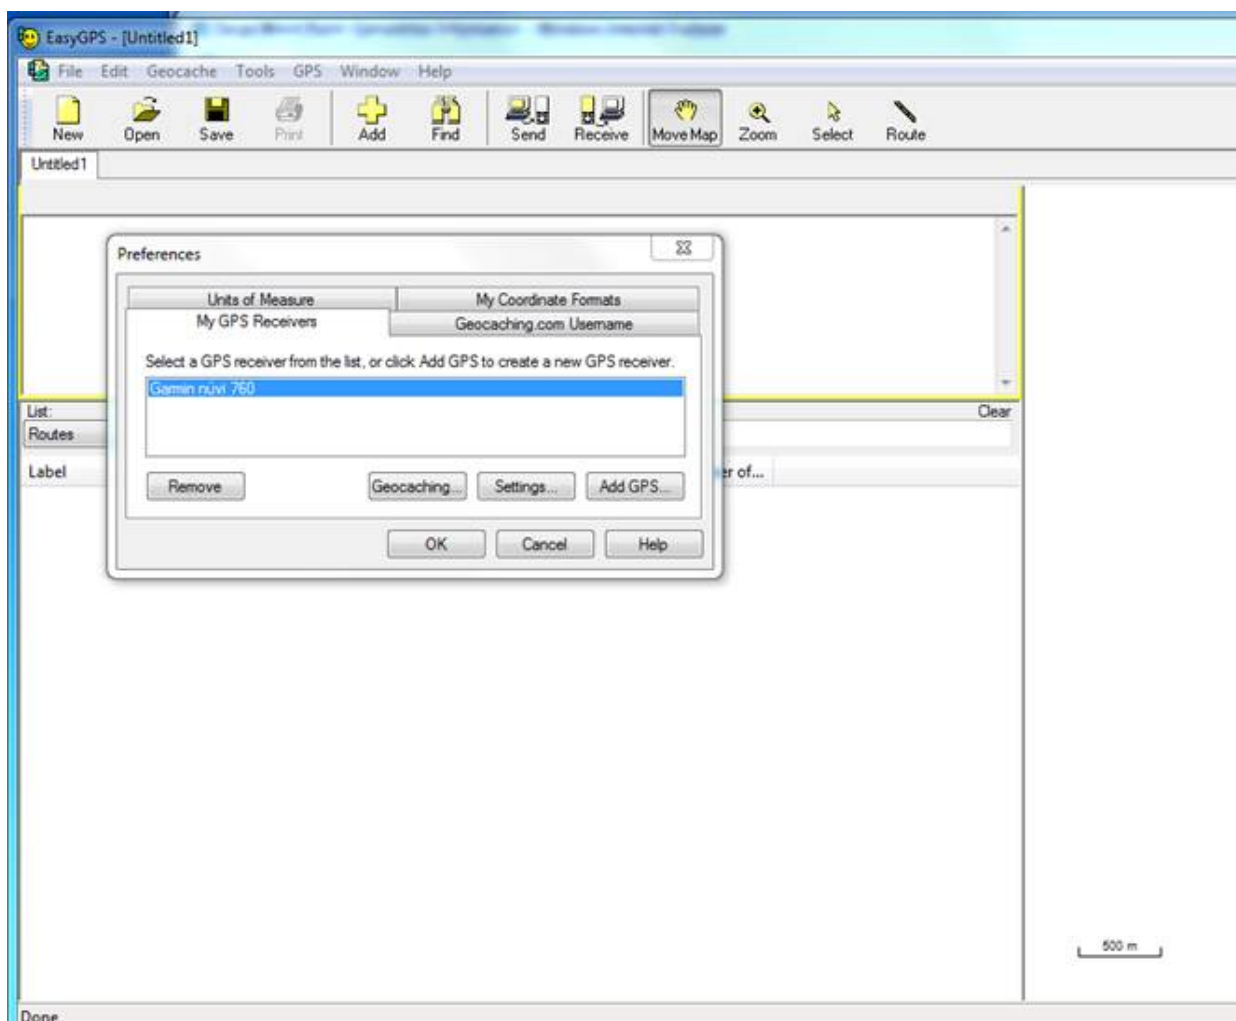 EasyGPS - [Untitled1]
File Edit Geocache Tools GPS Window Help
New Open Save Print Add Find Send Receive Move Map Zoom Select Route
Untitled1
Preferences
Units of Measure My Coordinate Formats
My GPS Receivers Geocaching.com Username
Select a GPS receiver from the list, or click Add GPS to create a new GPS receiver.
Garmin nüvi 760
List: Clear
Routes
Label er of...
Remove Geocaching... Settings... Add GPS...
OK Cancel Help
500 m
Done